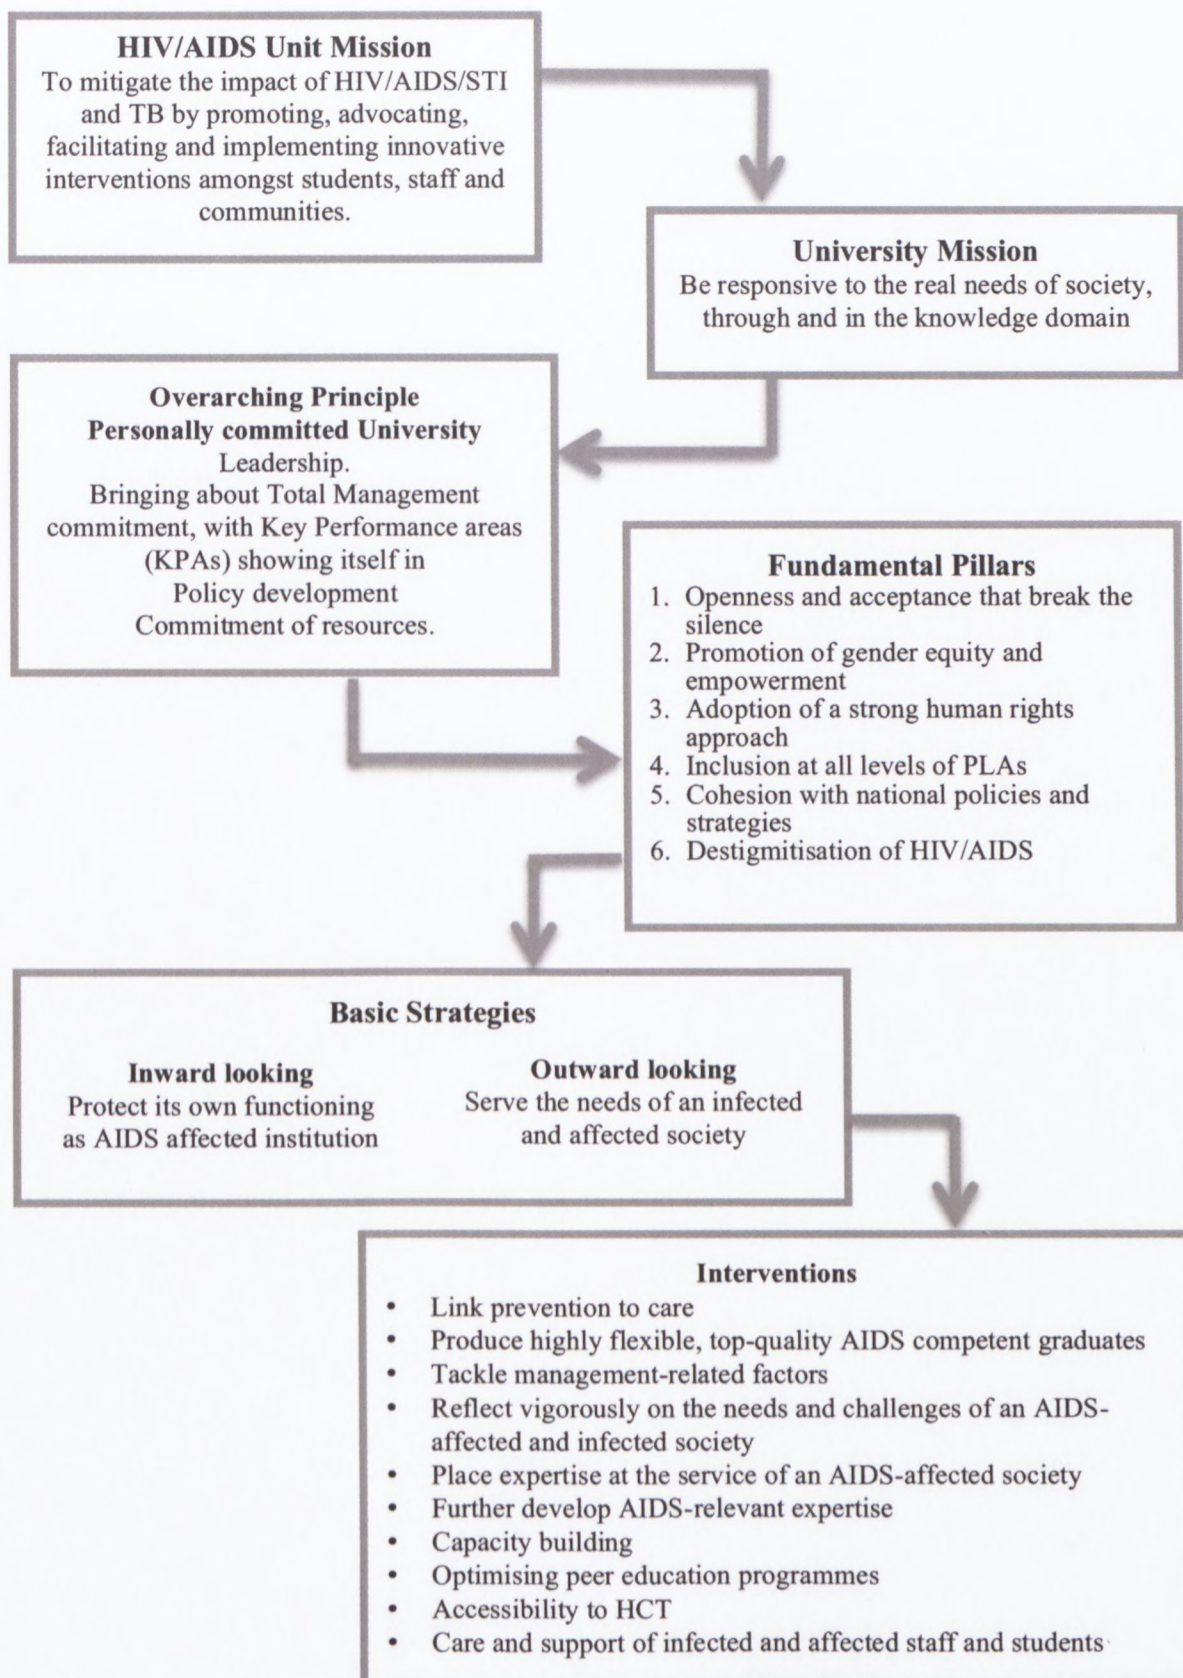 HIV/AIDS Unit Mission
To mitigate the impact of HIV/AIDS/STI
and TB by promoting, advocating,
facilitating and implementing innovative
interventions amongst students, staff and
communities.
University Mission
Be responsive to the real needs of society,
through and in the knowledge domain
Overarching Principle
Personally committed University
Leadership.
Bringing about Total Management
commitment, with Key Performance areas
(KPAs) showing itself in
Policy development
Commitment of resources.
Fundamental Pillars
1. Openness and acceptance that break the
silence
2. Promotion of gender equity and
empowerment
3. Adoption of a strong human rights
approach
4. Inclusion at all levels of PLAs
5. Cohesion with national policies and
strategies
6. Destigmitisation of HIV/AIDS
Basic Strategies
Inward looking
Protect its own functioning
as AIDS affected institution
Outward looking
Serve the needs of an infected
and affected society
Interventions
• Link prevention to care
• Produce highly flexible, top-quality AIDS competent graduates
• Tackle management-related factors
• Reflect vigorously on the needs and challenges of an AIDS-
affected and infected society
• Place expertise at the service of an AIDS-affected society
• Further develop AIDS-relevant expertise
• Capacity building
• Optimising peer education programmes
• Accessibility to HCT
• Care and support of infected and affected staff and students